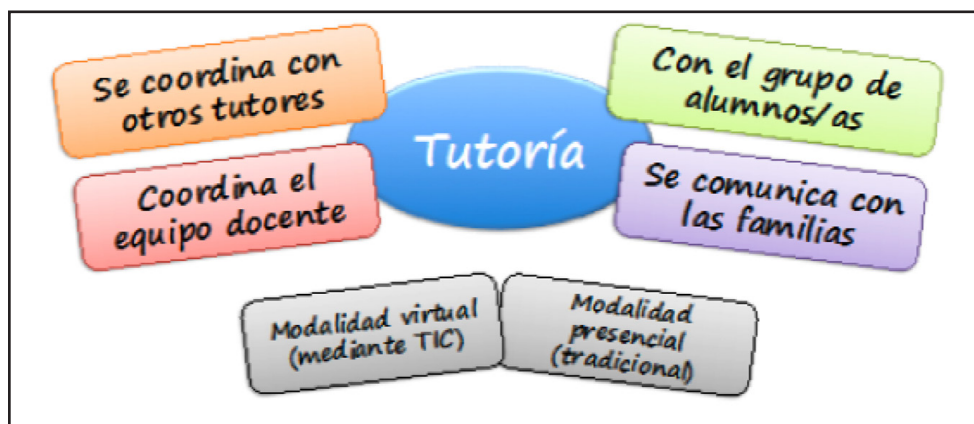 Se coordina con
otros tutores
Coordina el
equipo docente
Tutoría
Con el grupo de
alumnos/as
Se comunica con
las familias
Modalidad virtual
(mediante TIC)
Modalidad
presencial
(tradicional)